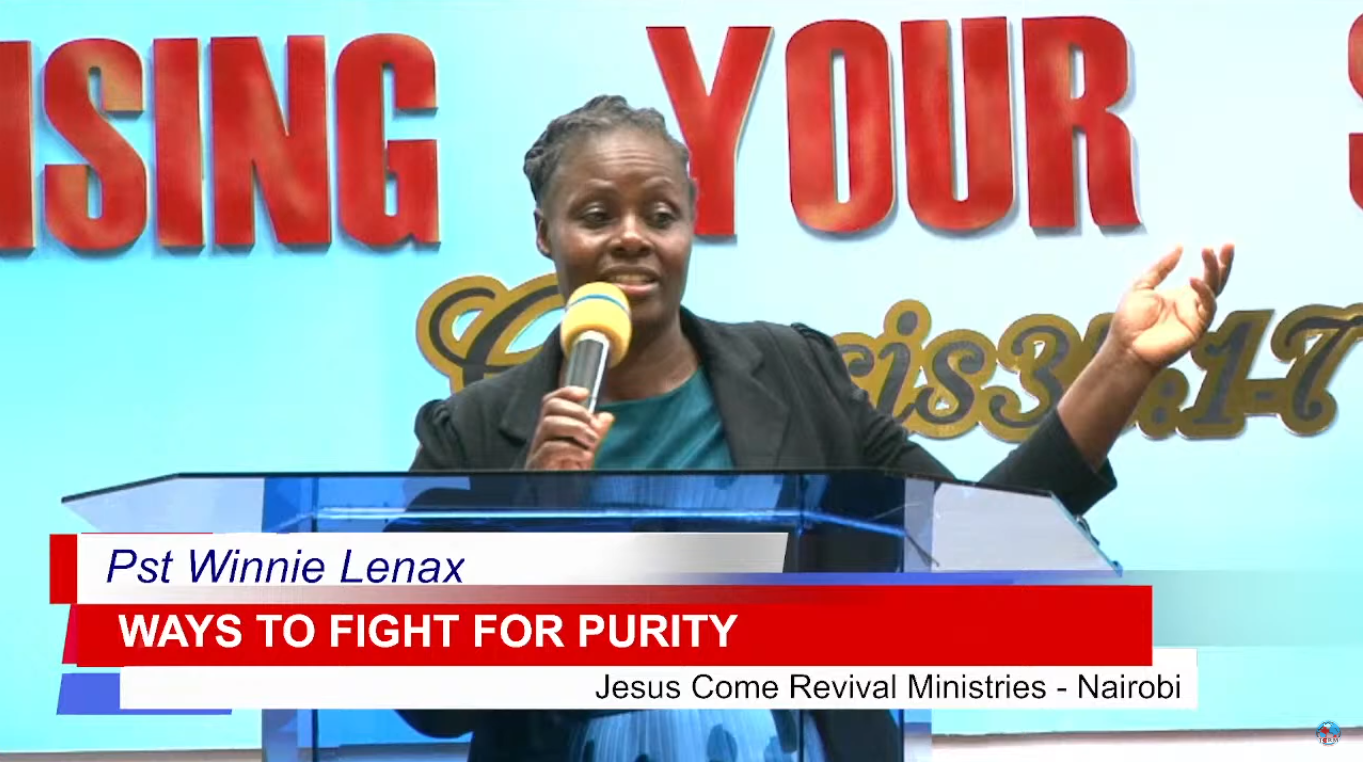 ISING YOUR
Pst Winnie Lenax
WAYS TO FIGHT FOR PURITY
Jesus Come Revival Ministries - Nairobi